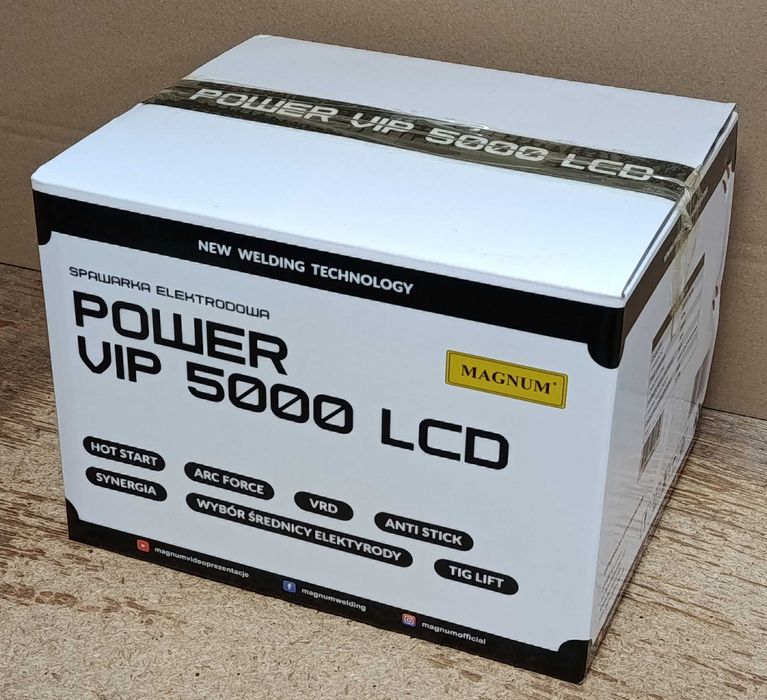 POWER VIP 5000 LCD
NEW WELDING TECHNOLOGY
SPAWARKA ELEKTRODOWA
POWER
VIP 5000 LCD
MAGNUM®
HOT START
ARC FORCE
VRD
ANTI STICK
SYNERGIA
WYBÓR ŚREDNICY ELEKTYRODY
TIG LIFT
magnumvideoprezentacje
magnumwelding
magnumofficial